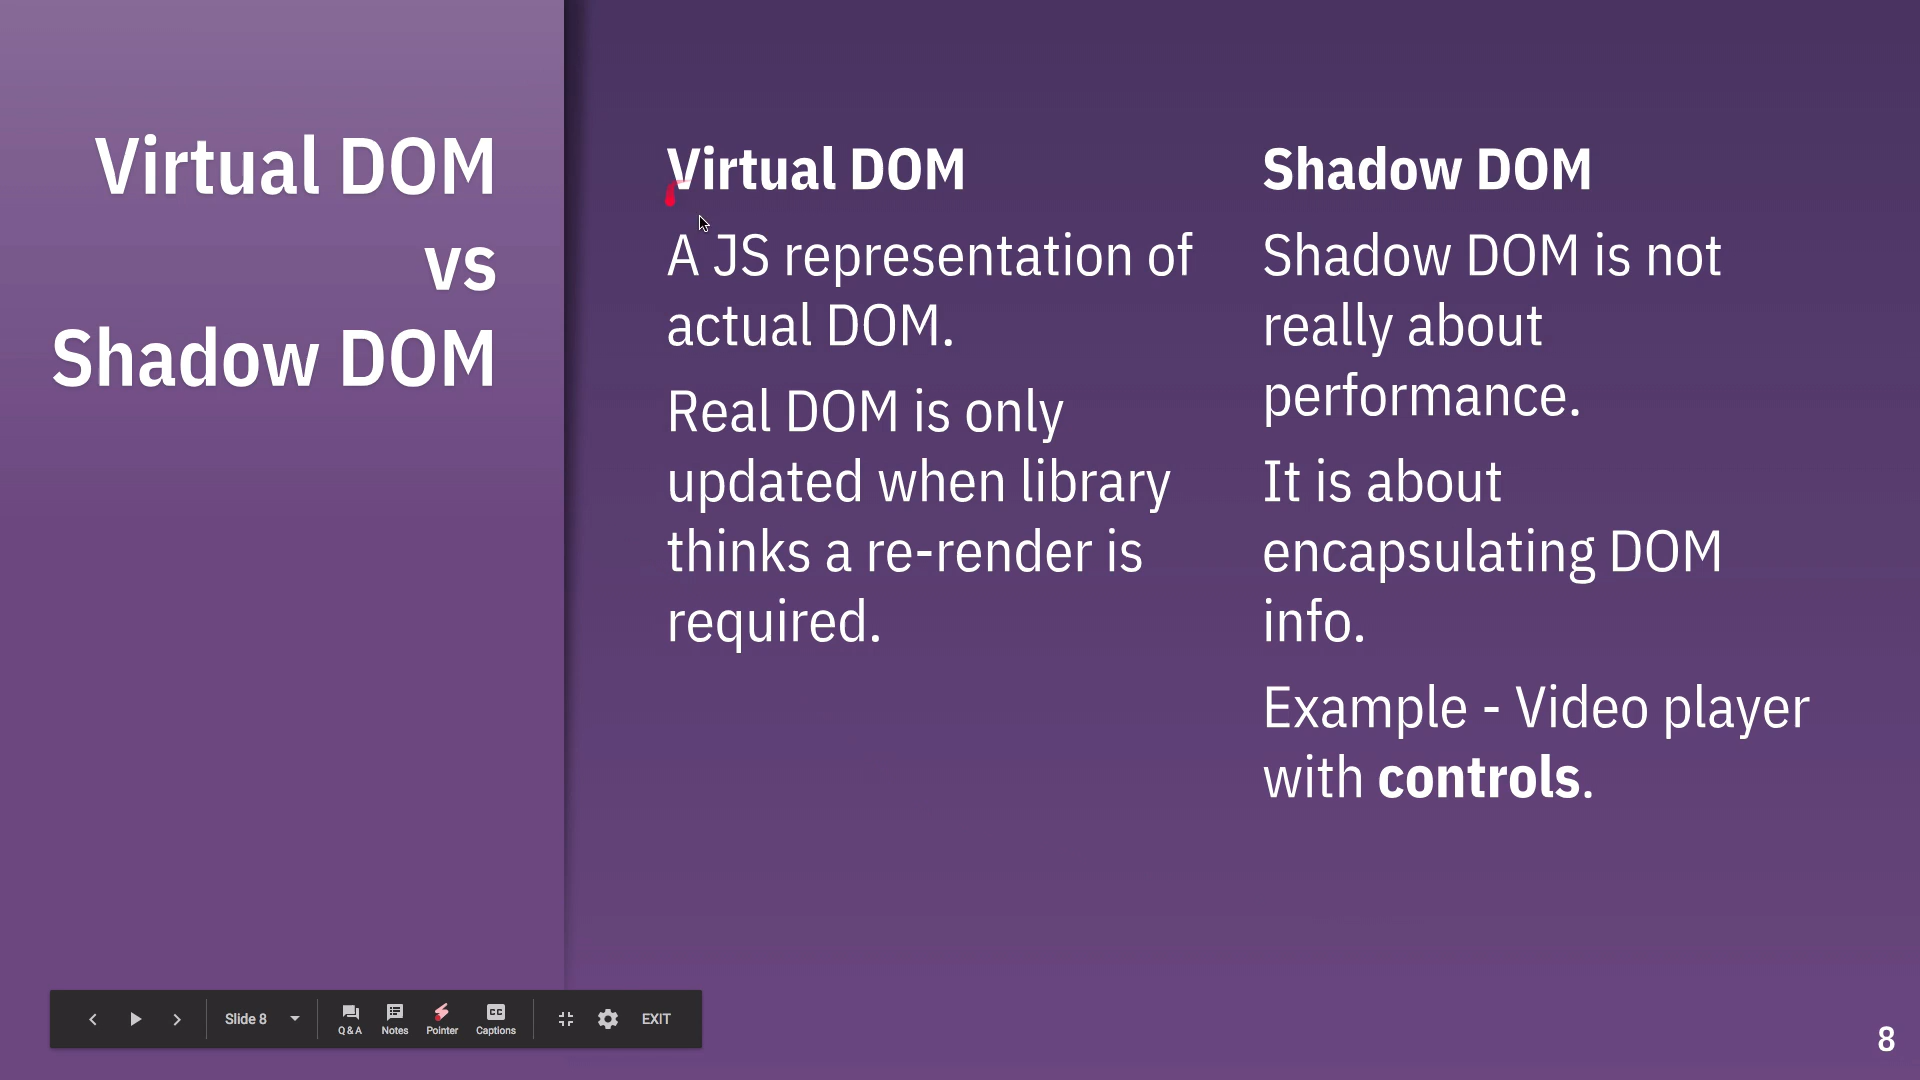 Virtual DOM
vs
Shadow DOM
Virtual DOM
A JS representation of
actual DOM.
Real DOM is only
updated when library
thinks a re-render is
required.
Shadow DOM
Shadow DOM is not
really about
performance.
It is about
encapsulating DOM
info.
Example - Video player
with controls.
Slide 8
Q & A
Notes
Pointer
CC
Captions
EXIT
8